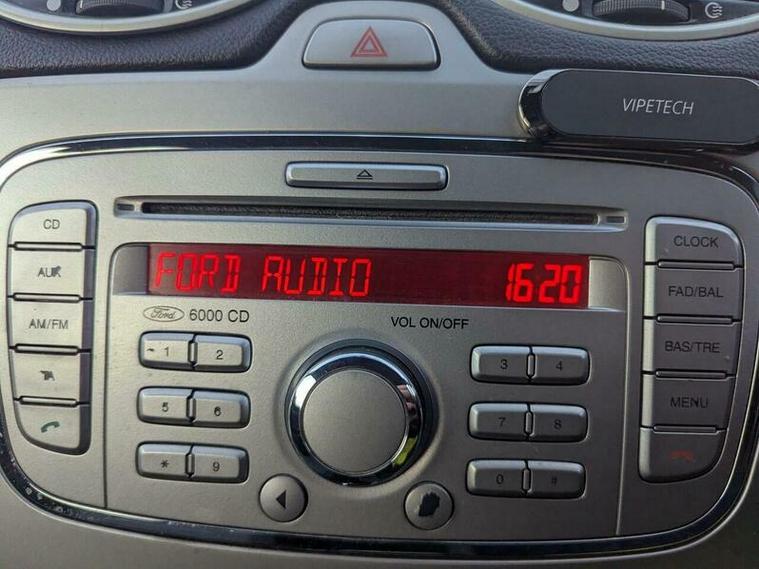 VIPETECH
CD
CLOCK
AUX
FORD AUDIO 1620
FAD/BAL
AM/FM
Ford 6000 CD
VOL ON/OFF
1 2
3 4
BAS/TRE
5 6
7 8
MENU
* 9
0 #